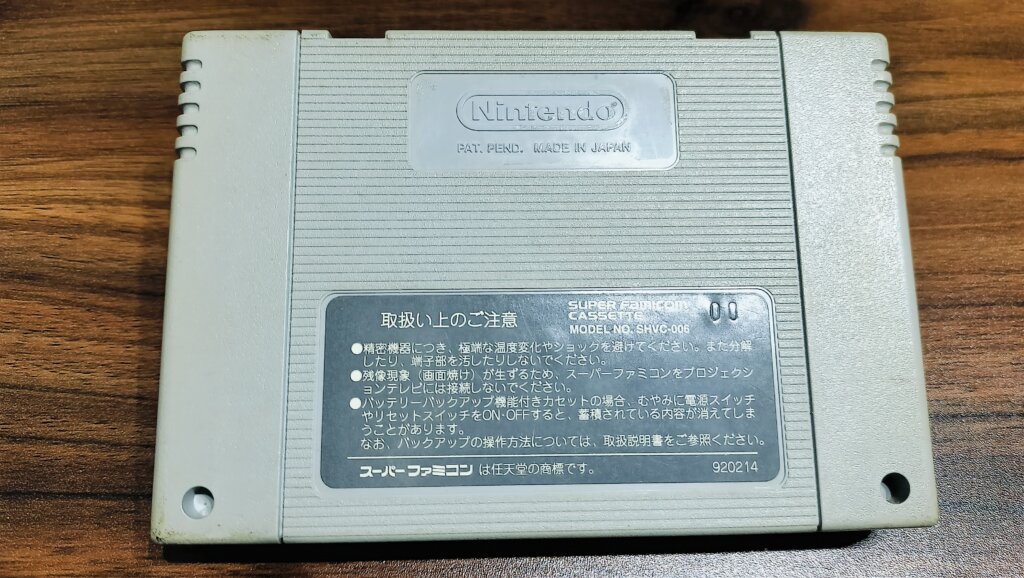 Nintendo®
PAT. PEND. MADE IN JAPAN
取扱い上のご注意
SUPER Famicom
CASSETTE
MODEL NO. SHVC-006
00
●精密機器につき、極端な温度変化やショックを避けてください。また分解
したり、端子部を汚したりしないでください。
●残像現象（画面焼け）が生ずるため、スーパーファミコンをプロジェクシ
ョンテレビには接続しないでください。
●バッテリーバックアップ機能付きカセットの場合、むやみに電源スイッチ
やリセットスイッチをON·OFFすると、蓄積されている内容が消えてしま
うことがあります。
なお、バックアップの操作方法については、取扱説明書をご参照ください。
スーパーファミコンは任天堂の商標です。
920214